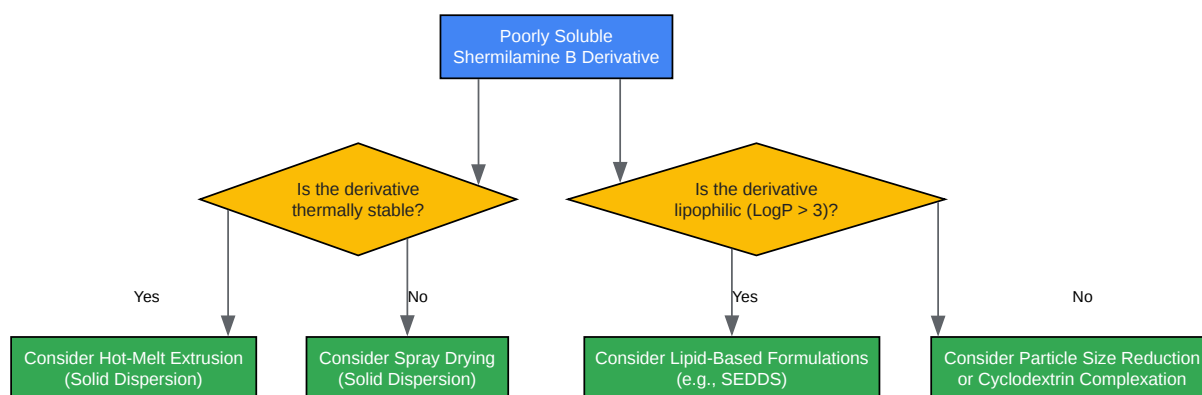 Poorly Soluble
Shermilamine B Derivative
Is the derivative
thermally stable?
Is the derivative
lipophilic (LogP > 3)?
Yes
No
Yes
No
Consider Hot-Melt Extrusion
(Solid Dispersion)
Consider Spray Drying
(Solid Dispersion)
Consider Lipid-Based Formulations
(e.g., SEDDS)
Consider Particle Size Reduction
or Cyclodextrin Complexation